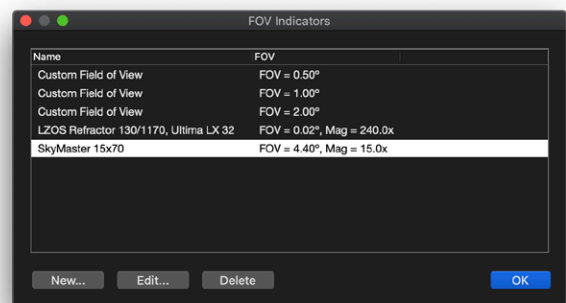 FOV Indicators
Name FOV
Custom Field of View FOV = 0.50°
Custom Field of View FOV = 1.00°
Custom Field of View FOV = 2.00°
LZOS Refractor 130/1170, Ultima LX 32 FOV = 0.02°, Mag = 240.0x
SkyMaster 15x70 FOV = 4.40°, Mag = 15.0x
New... Edit... Delete OK